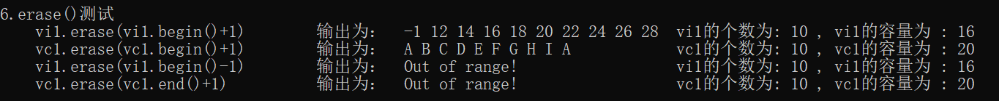 6.erase()测试
vi1.erase(vi1.begin()+1) 输出为： -1 12 14 16 18 20 22 24 26 28 vi1的个数为: 10 , vi1的容量为 : 16
vc1.erase(vc1.begin()+1) 输出为： A B C D E F G H I A vc1的个数为: 10 , vc1的容量为 : 20
vi1.erase(vi1.begin()-1) 输出为： Out of range! vi1的个数为: 10 , vi1的容量为 : 16
vc1.erase(vc1.end()+1) 输出为： Out of range! vc1的个数为: 10 , vc1的容量为 : 20